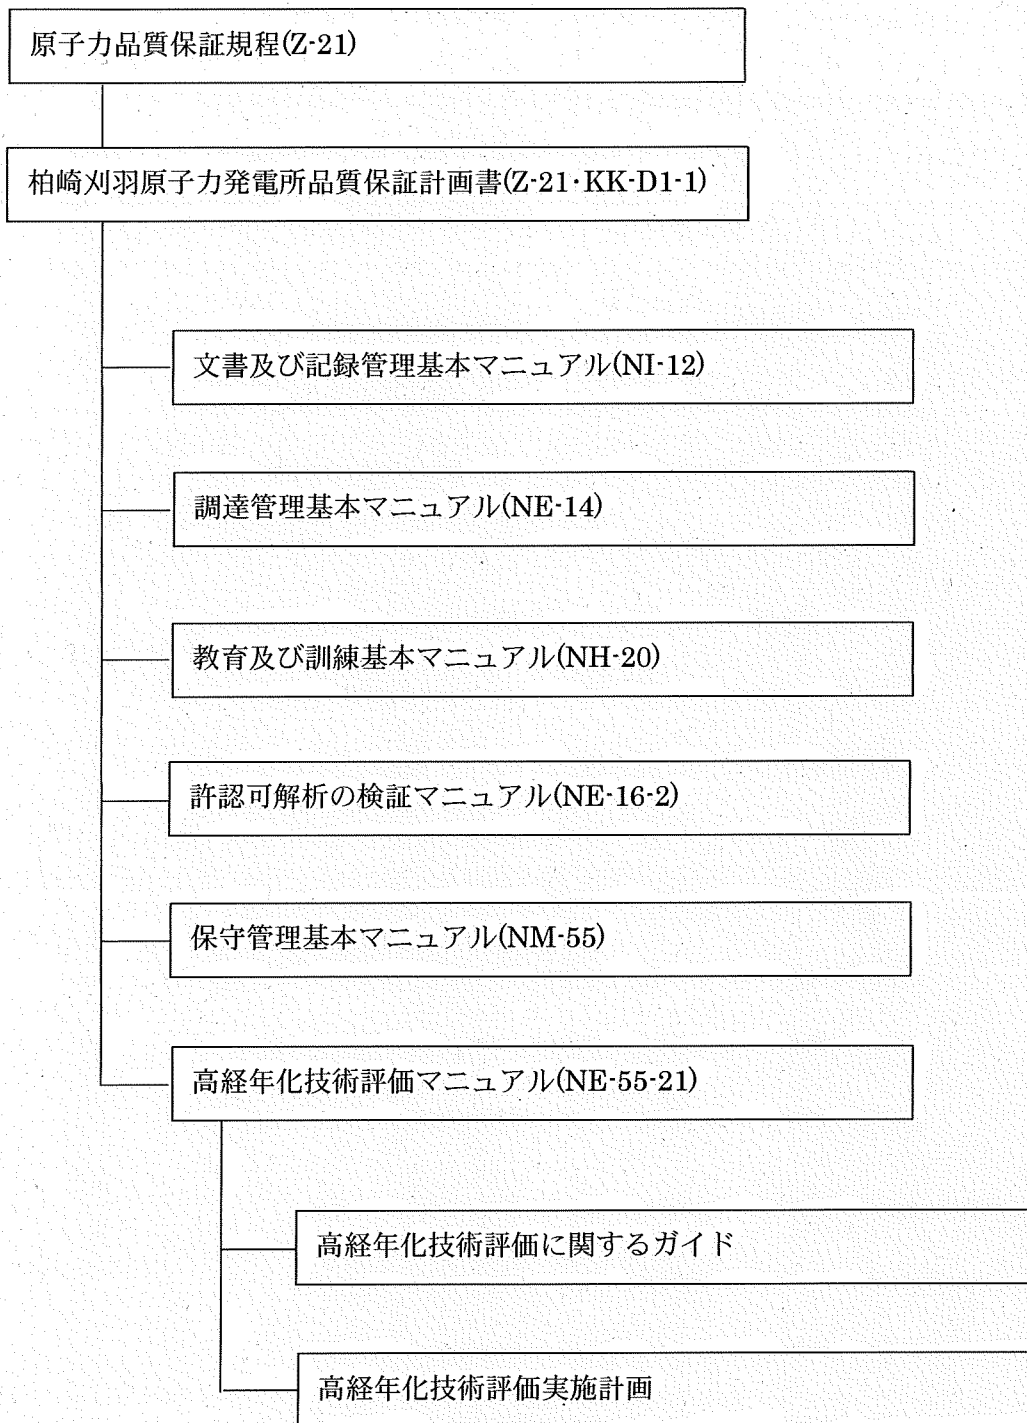 原子力品質保証規程(Z-21)
柏崎刈羽原子力発電所品質保証計画書(Z-21・KK-D1-1)
文書及び記録管理基本マニュアル(NI-12)
調達管理基本マニュアル(NE-14)
教育及び訓練基本マニュアル(NH-20)
許認可解析の検証マニュアル(NE-16-2)
保守管理基本マニュアル(NM-55)
高経年化技術評価マニュアル(NE-55-21)
高経年化技術評価に関するガイド
高経年化技術評価実施計画